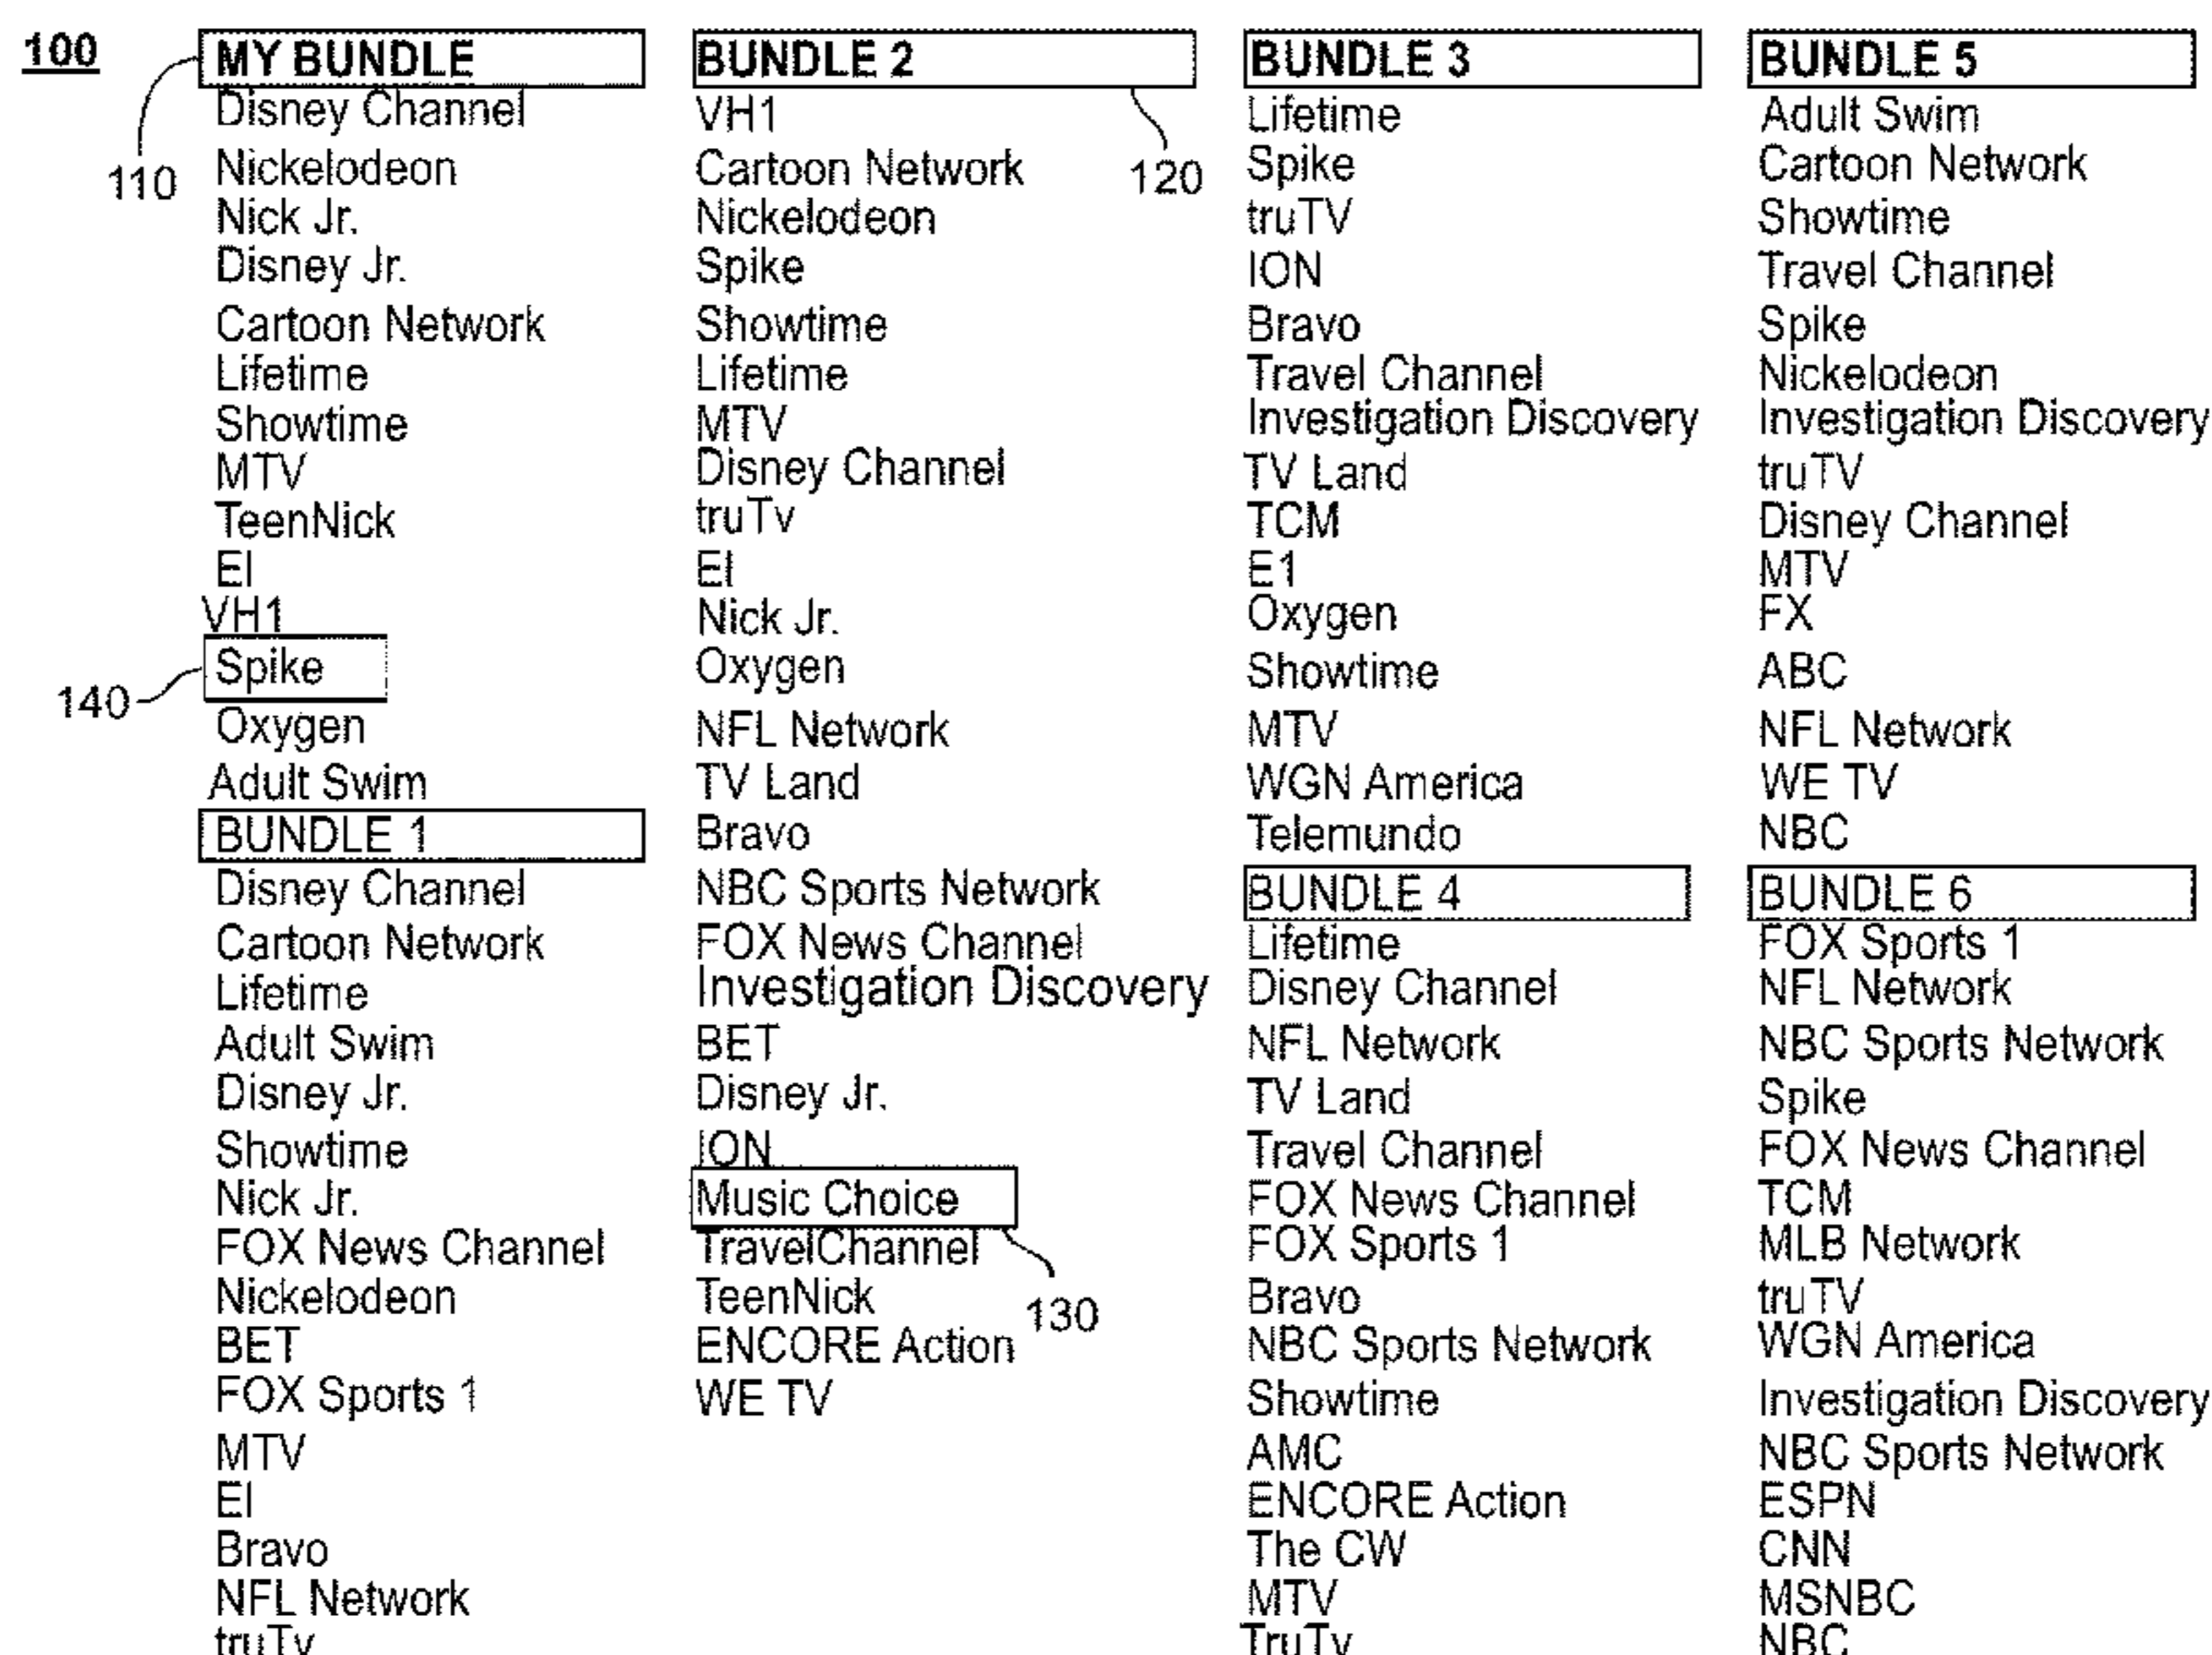 100
MY BUNDLE
110
Disney Channel
Nickelodeon
Nick Jr.
Disney Jr.
Cartoon Network
Lifetime
Showtime
MTV
TeenNick
EI
VH1
140
Spike
Oxygen
Adult Swim
BUNDLE 1
Disney Channel
Cartoon Network
Lifetime
Adult Swim
Disney Jr.
Showtime
Nick Jr.
FOX News Channel
Nickelodeon
BET
FOX Sports 1
MTV
EI
Bravo
NFL Network
truTv
BUNDLE 2
120
VH1
Cartoon Network
Nickelodeon
Spike
Showtime
Lifetime
MTV
Disney Channel
truTv
EI
Nick Jr.
Oxygen
NFL Network
TV Land
Bravo
NBC Sports Network
FOX News Channel
Investigation Discovery
BET
Disney Jr.
ION
Music Choice
130
TravelChannel
TeenNick
ENCORE Action
WE TV
BUNDLE 3
Lifetime
Spike
truTV
ION
Bravo
Travel Channel
Investigation Discovery
TV Land
TCM
E1
Oxygen
Showtime
MTV
WGN America
Telemundo
BUNDLE 4
Lifetime
Disney Channel
NFL Network
TV Land
Travel Channel
FOX News Channel
FOX Sports 1
Bravo
NBC Sports Network
Showtime
AMC
ENCORE Action
The CW
MTV
TruTv
BUNDLE 5
Adult Swim
Cartoon Network
Showtime
Travel Channel
Spike
Nickelodeon
Investigation Discovery
truTV
Disney Channel
MTV
FX
ABC
NFL Network
WE TV
NBC
BUNDLE 6
FOX Sports 1
NFL Network
NBC Sports Network
Spike
FOX News Channel
TCM
MLB Network
truTV
WGN America
Investigation Discovery
NBC Sports Network
ESPN
CNN
MSNBC
NBC